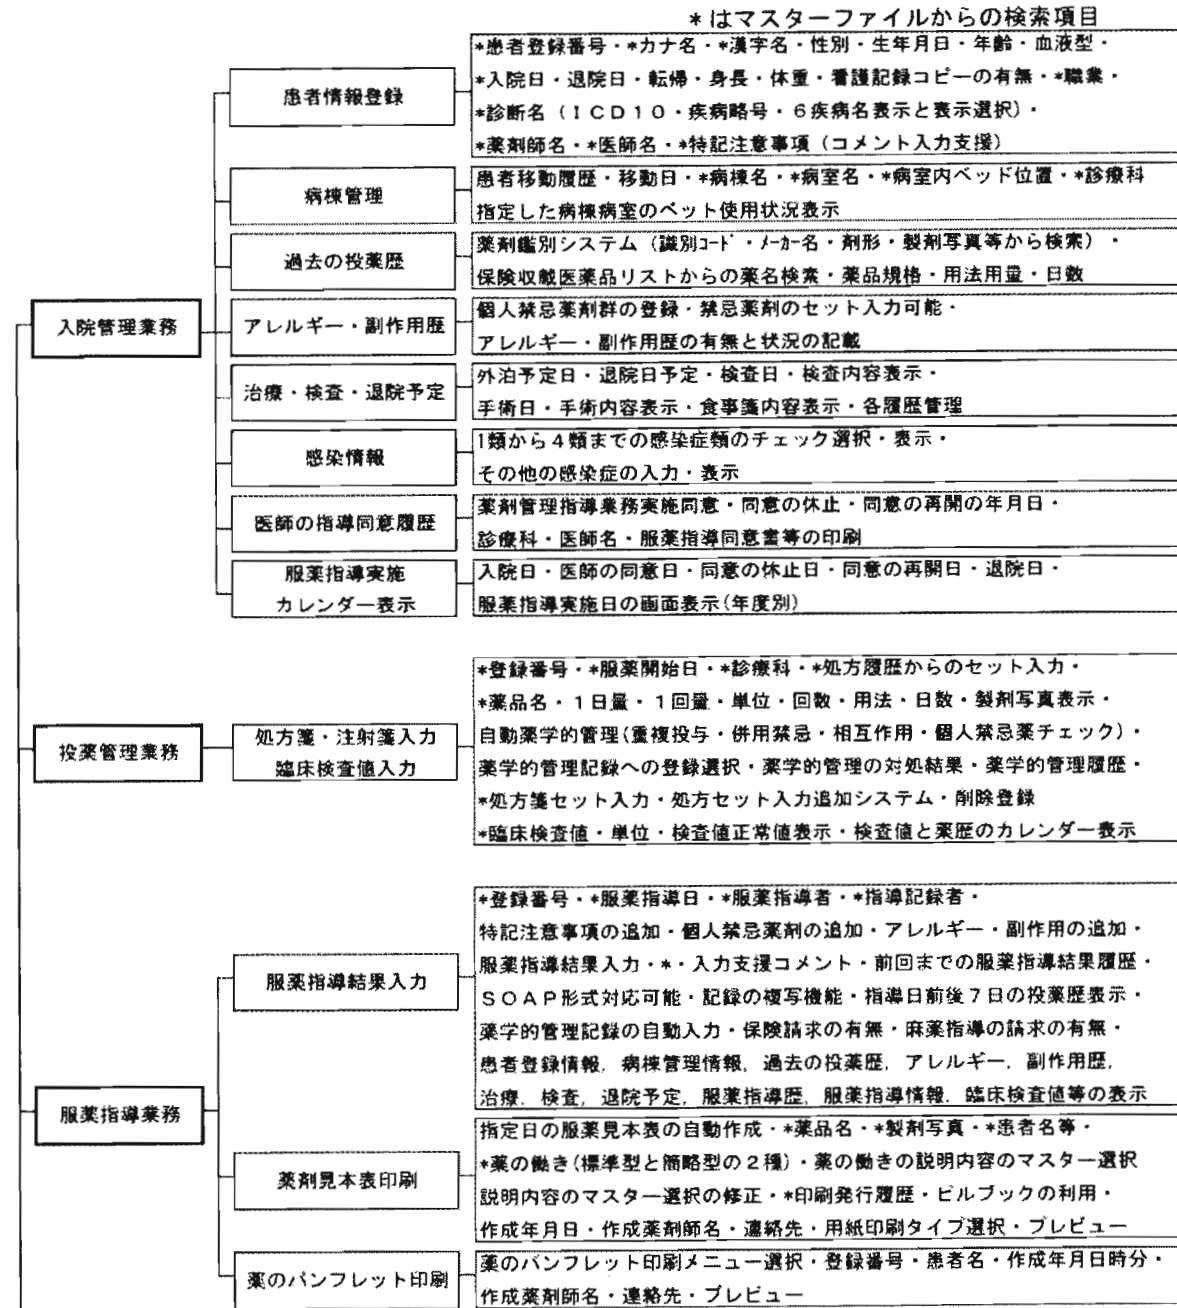 *はマスターファイルからの検索項目
入院管理業務
患者情報登録
*患者登録番号・*カナ名・*漢字名・性別・生年月日・年齢・血液型・
*入院日・退院日・転帰・身長・体重・看護記録コピーの有無・*職業・
*診断名（ＩＣＤ１０・疾病略号・６疾病名表示と表示選択）・
*薬剤師名・*医師名・*特記注意事項（コメント入力支援）
病棟管理
患者移動履歴・移動日・*病棟名・*病室名・*病室内ベッド位置・*診療科
指定した病棟病室のベット使用状況表示
過去の投薬歴
薬剤鑑別システム（識別ｺｰﾄﾞ・ﾒｰｶｰ名・剤形・製剤写真等から検索）・
保険収載医薬品リストからの薬名検索・薬品規格・用法用量・日数
アレルギー・副作用歴
個人禁忌薬剤群の登録・禁忌薬剤のセット入力可能・
アレルギー・副作用歴の有無と状況の記載
治療・検査・退院予定
外泊予定日・退院日予定・検査日・検査内容表示・
手術日・手術内容表示・食事箋内容表示・各履歴管理
感染情報
1類から４類までの感染症類のチェック選択・表示・
その他の感染症の入力・表示
医師の指導同意履歴
薬剤管理指導業務実施同意・同意の休止・同意の再開の年月日・
診療科・医師名・服薬指導同意書等の印刷
服薬指導実施
カレンダー表示
入院日・医師の同意日・同意の休止日・同意の再開日・退院日・
服薬指導実施日の画面表示(年度別)
投薬管理業務
処方箋・注射箋入力
臨床検査値入力
*登録番号・*服薬開始日・*診療科・*処方履歴からのセット入力・
*薬品名・１日量・１回量・単位・回数・用法・日数・製剤写真表示・
自動薬学的管理(重複投与・併用禁忌・相互作用・個人禁忌薬チェック)・
薬学的管理記録への登録選択・薬学的管理の対処結果・薬学的管理履歴・
*処方箋セット入力・処方セット入力追加システム・削除登録
*臨床検査値・単位・検査値正常値表示・検査値と薬歴のカレンダー表示
服薬指導業務
服薬指導結果入力
*登録番号・*服薬指導日・*服薬指導者・*指導記録者・
特記注意事項の追加・個人禁忌薬剤の追加・アレルギー・副作用の追加・
服薬指導結果入力・*・入力支援コメント・前回までの服薬指導結果履歴・
ＳＯＡＰ形式対応可能・記録の複写機能・指導日前後７日の投薬歴表示・
薬学的管理記録の自動入力・保険請求の有無・麻薬指導の請求の有無・
患者登録情報，病棟管理情報，過去の投薬歴，アレルギー，副作用歴，
治療，検査，退院予定，服薬指導歴，服薬指導情報，臨床検査値等の表示
薬剤見本表印刷
指定日の服薬見本表の自動作成・*薬品名・*製剤写真・*患者名等・
*薬の働き(標準型と簡略型の２種)・薬の働きの説明内容のマスター選択
説明内容のマスター選択の修正・*印刷発行履歴・ピルブックの利用・
作成年月日・作成薬剤師名・連絡先・用紙印刷タイプ選択・プレビュー
薬のパンフレット印刷
薬のパンフレット印刷メニュー選択・登録番号・患者名・作成年月日時分・
作成薬剤師名・連絡先・プレビュー